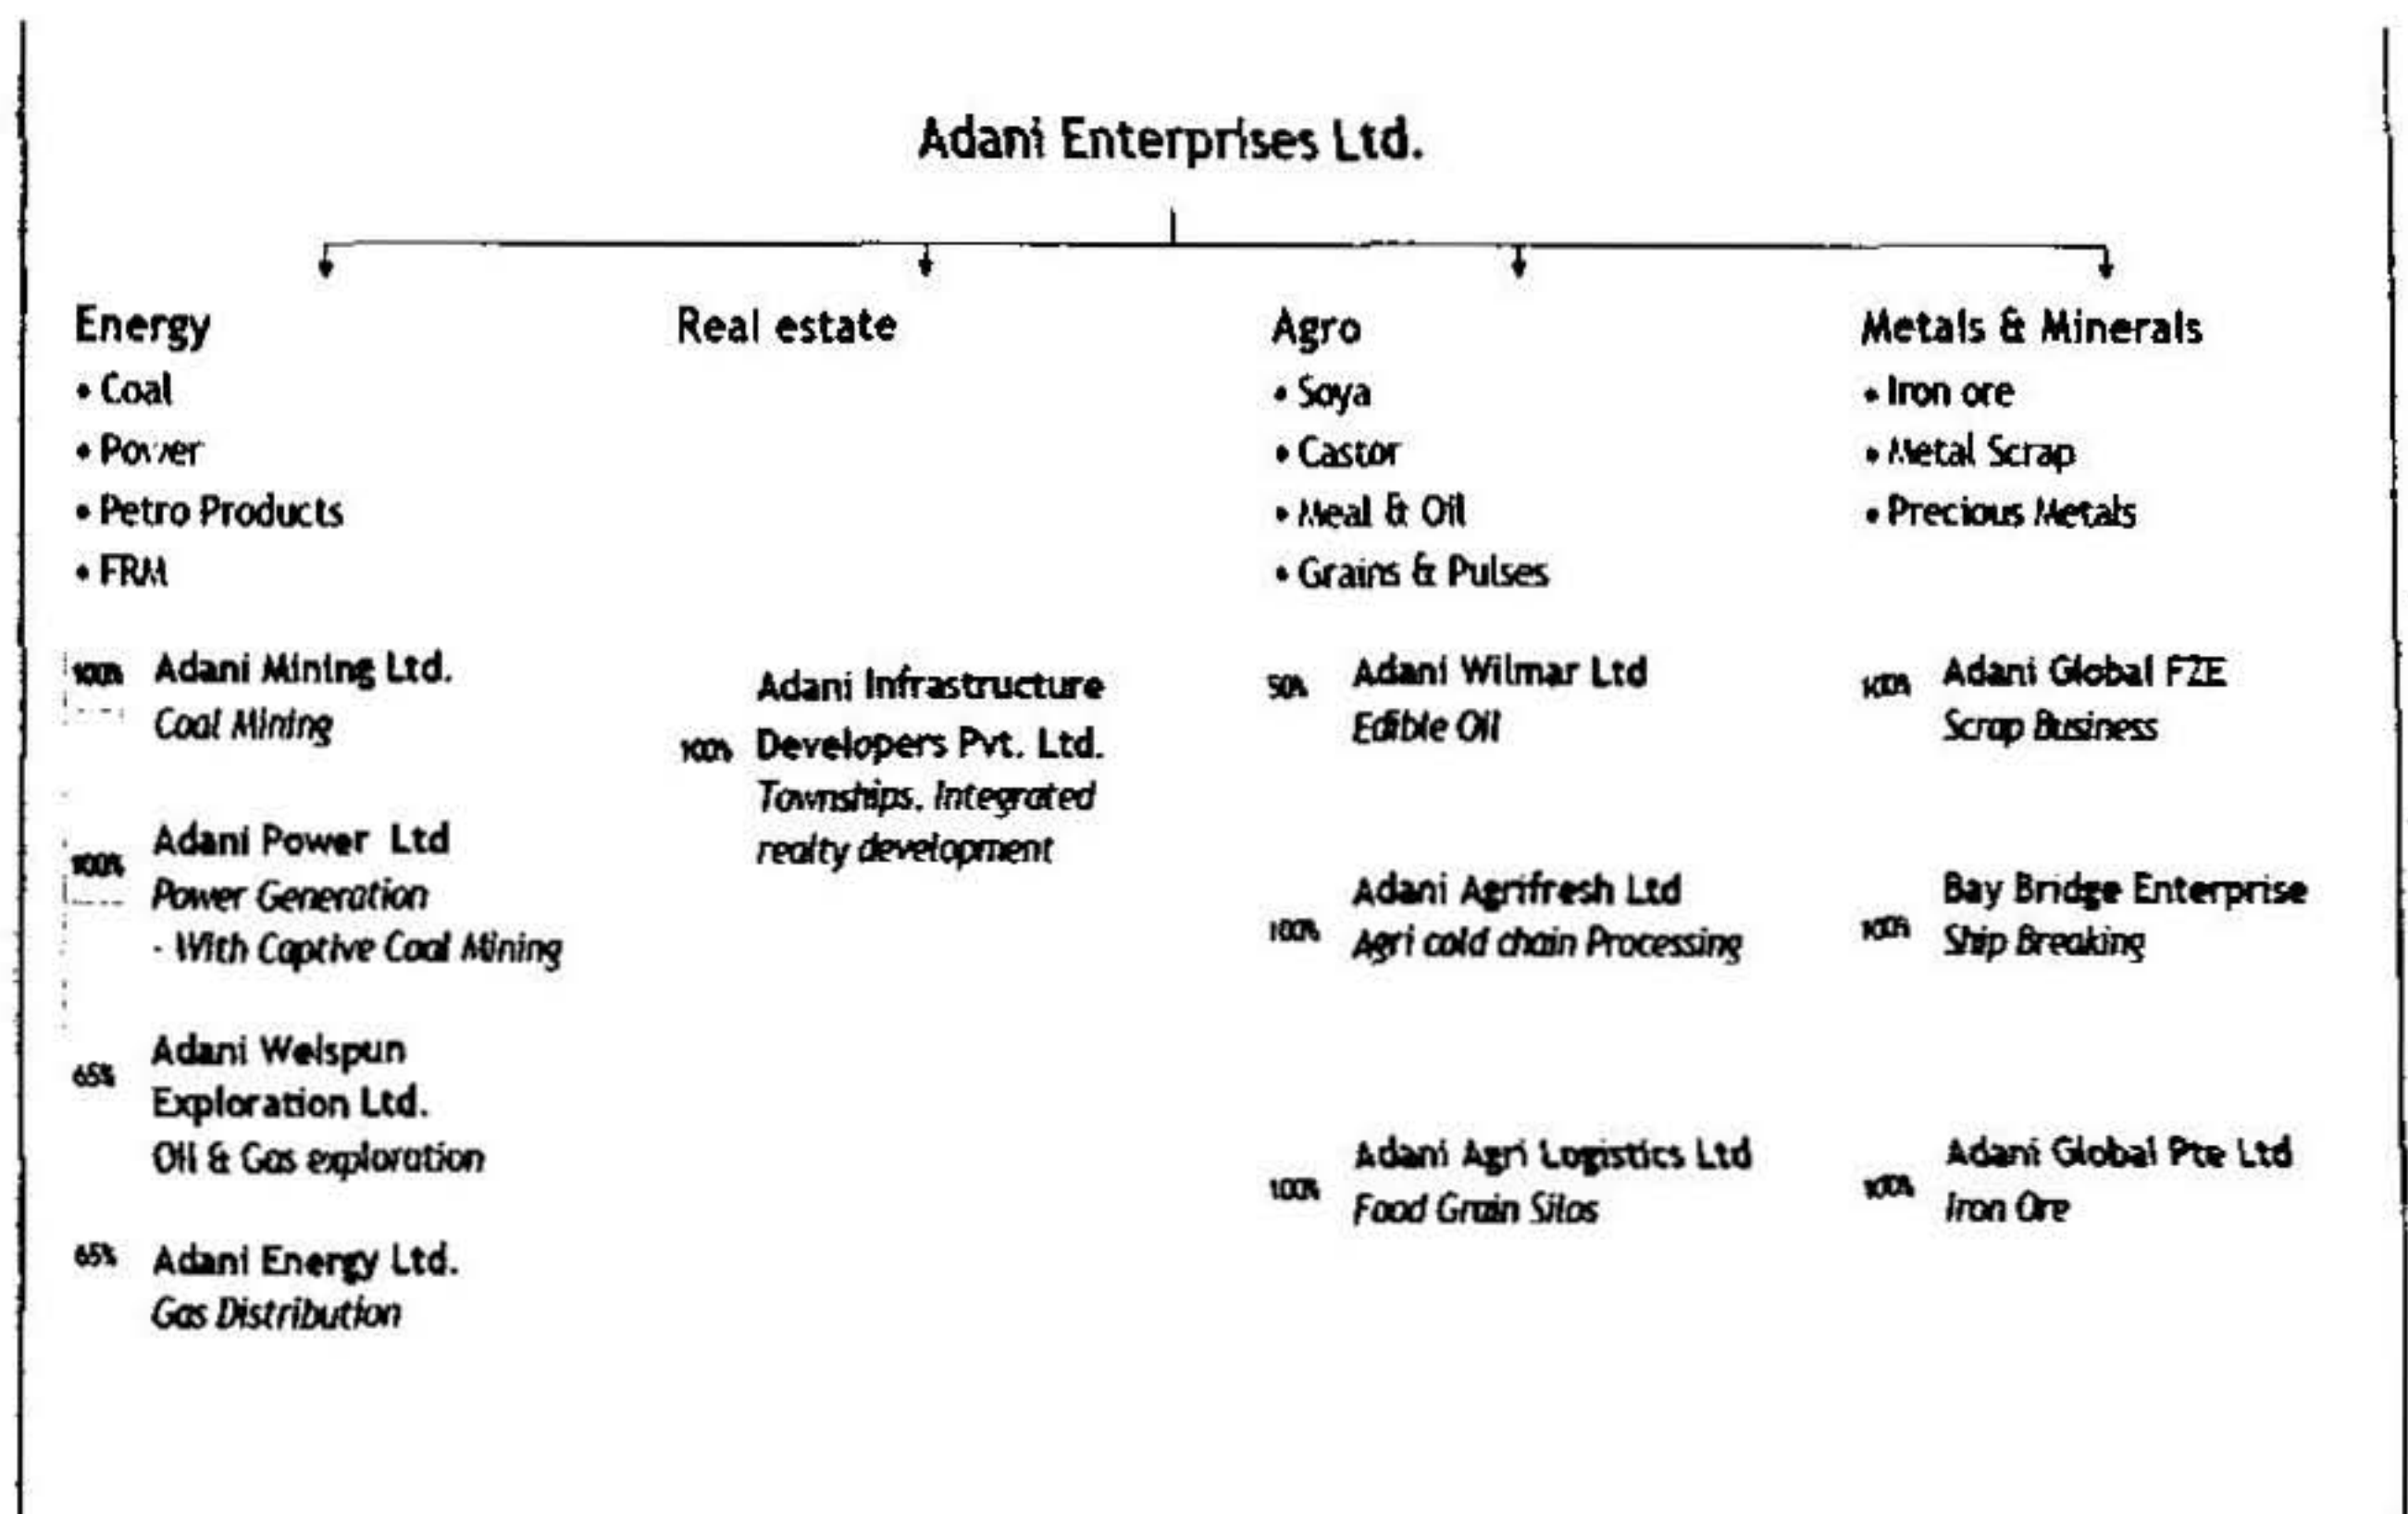 Adani Enterprises Ltd.
Energy
• Coal
• Power
• Petro Products
• FRM
100% Adani Mining Ltd.
Coal Mining
100% Adani Power Ltd
Power Generation
- With Captive Coal Mining
65% Adani Welspun
Exploration Ltd.
Oil & Gas exploration
65% Adani Energy Ltd.
Gas Distribution
Real estate
Adani Infrastructure
100% Developers Pvt. Ltd.
Townships, Integrated
realty development
Agro
• Soya
• Castor
• Meal & Oil
• Grains & Pulses
50% Adani Wilmar Ltd
Edible Oil
100% Adani Agrifresh Ltd
Agri cold chain Processing
100% Adani Agri Logistics Ltd
Food Grain Silos
Metals & Minerals
• Iron ore
• Metal Scrap
• Precious Metals
100% Adani Global FZE
Scrap Business
100% Bay Bridge Enterprise
Ship Breaking
100% Adani Global Pte Ltd
Iron Ore